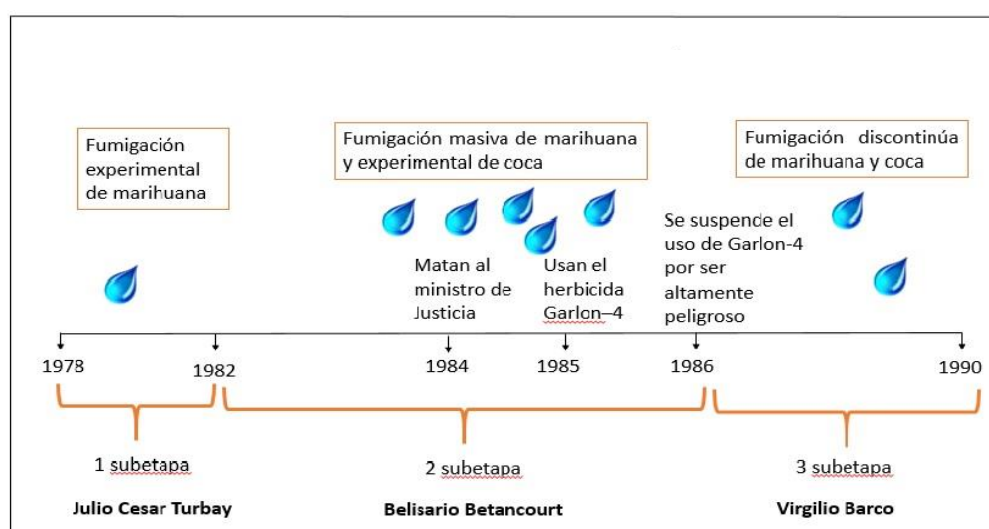 Fumigación
experimental
de marihuana
Fumigación masiva de marihuana
y experimental de coca
Fumigación discontinúa
de marihuana y coca
Matan al
ministro de
Justicia
Usan el
herbicida
Garlon–4
Se suspende el
uso de Garlon-4
por ser
altamente
peligroso
1978
1982
1984
1985
1986
1990
1 subetapa
2 subetapa
3 subetapa
Julio Cesar Turbay
Belisario Betancourt
Virgilio Barco